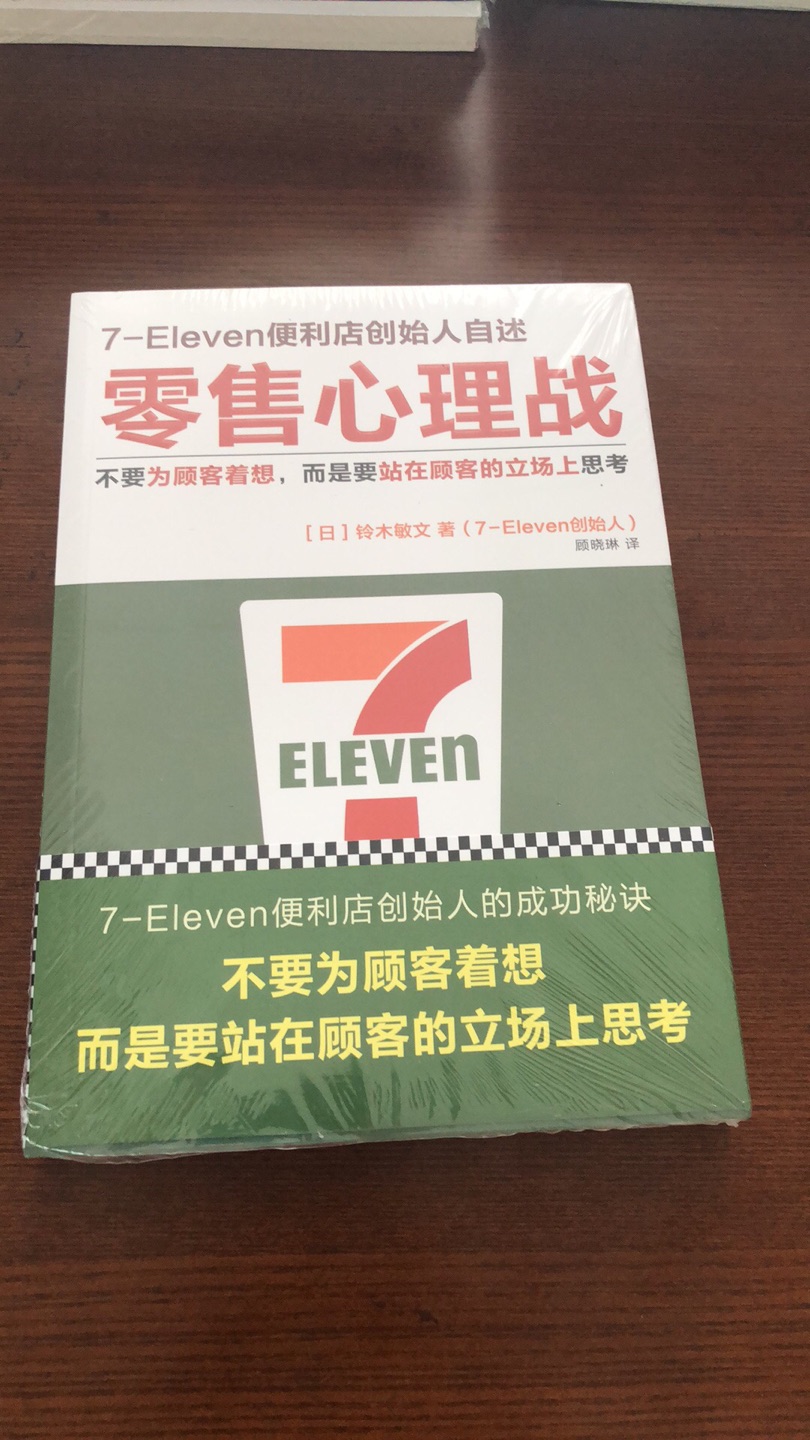 7-Eleven便利店创始人自述
零售心理战
不要为顾客着想，而是要站在顾客的立场上思考
［日］铃木敏文 著（7-Eleven创始人）
顾晓琳 译
7
ELEVEn
7-Eleven便利店创始人的成功秘诀
不要为顾客着想
而是要站在顾客的立场上思考